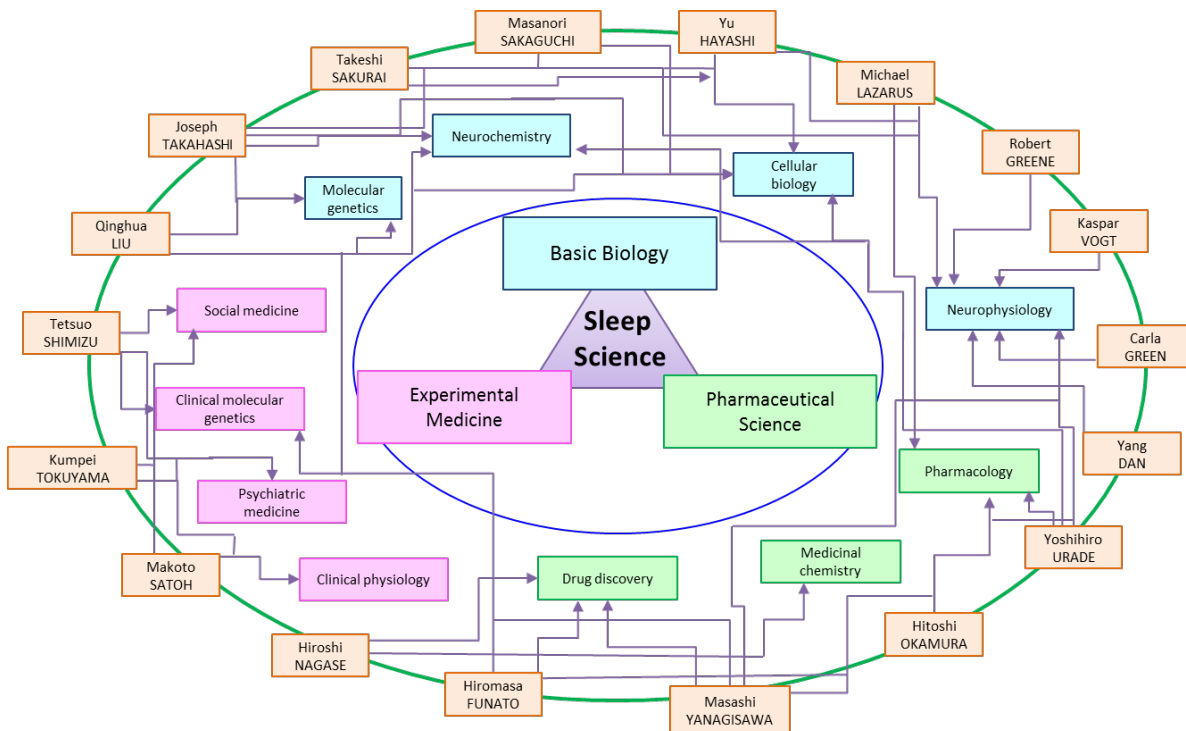 Masanori
SAKAGUCHI
Yu
HAYASHI
Takeshi
SAKURAI
Michael
LAZARUS
Joseph
TAKAHASHI
Neurochemistry
Robert
GREENE
Cellular
biology
Molecular
genetics
Qinghua
LIU
Kaspar
VOGT
Basic Biology
Social medicine
Neurophysiology
Tetsuo
SHIMIZU
Sleep
Science
Carla
GREEN
Clinical molecular
genetics
Experimental
Medicine
Pharmaceutical
Science
Kumpei
TOKUYAMA
Yang
DAN
Pharmacology
Psychiatric
medicine
Yoshihiro
URADE
Makoto
SATOH
Clinical physiology
Drug discovery
Medicinal
chemistry
Hitoshi
OKAMURA
Hiroshi
NAGASE
Hiromasa
FUNATO
Masashi
YANAGISAWA